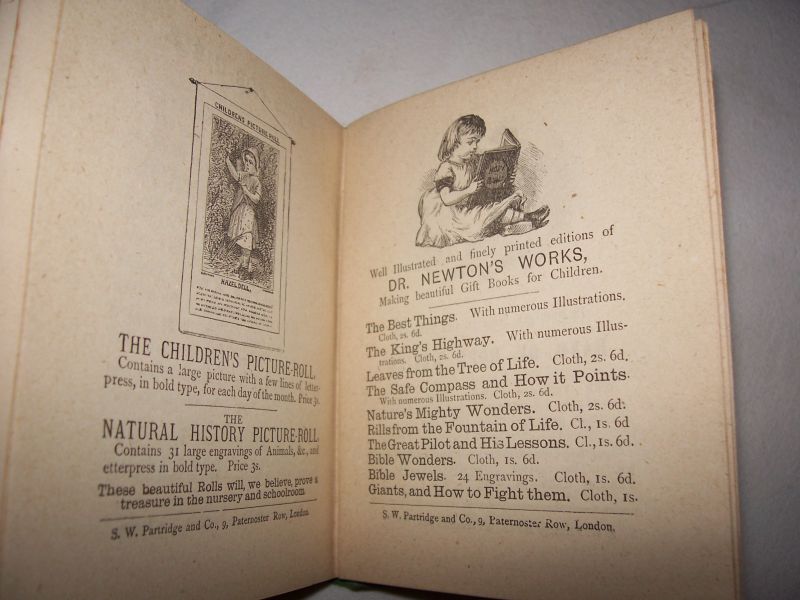 CHILDREN'S PICTURE-ROLL
HAZEL DELL.
THE CHILDREN'S PICTURE-ROLL.
Contains a large picture with a few lines of letter-
press, in bold type, for each day of the month. Price 3s.
THE
NATURAL HISTORY PICTURE-ROLL.
Contains 31 large engravings of Animals, &c., and
etterpress in bold type. Price 3s.
These beautiful Rolls will, we believe, prove a
treasure in the nursery and schoolroom.
S. W. Partridge and Co., 9, Paternoster Row, London.
HOLY
BIBLE
Well Illustrated and finely printed editions of
DR. NEWTON'S WORKS,
Making beautiful Gift Books for Children.
The Best Things. With numerous Illustrations.
Cloth, 2s. 6d.
The King's Highway. With numerous Illus-
trations. Cloth, 2s. 6d.
Leaves from the Tree of Life. Cloth, 2s. 6d.
The Safe Compass and How it Points.
With numerous Illustrations. Cloth, 2s. 6d.
Nature's Mighty Wonders. Cloth, 2s. 6d.
Rills from the Fountain of Life. Cl., 1s. 6d.
The Great Pilot and His Lessons. Cl., 1s. 6d.
Bible Wonders. Cloth, 1s. 6d.
Bible Jewels. 24 Engravings. Cloth, 1s. 6d.
Giants, and How to Fight them. Cloth, 1s.
S. W. Partridge and Co., 9, Paternoster Row, London.